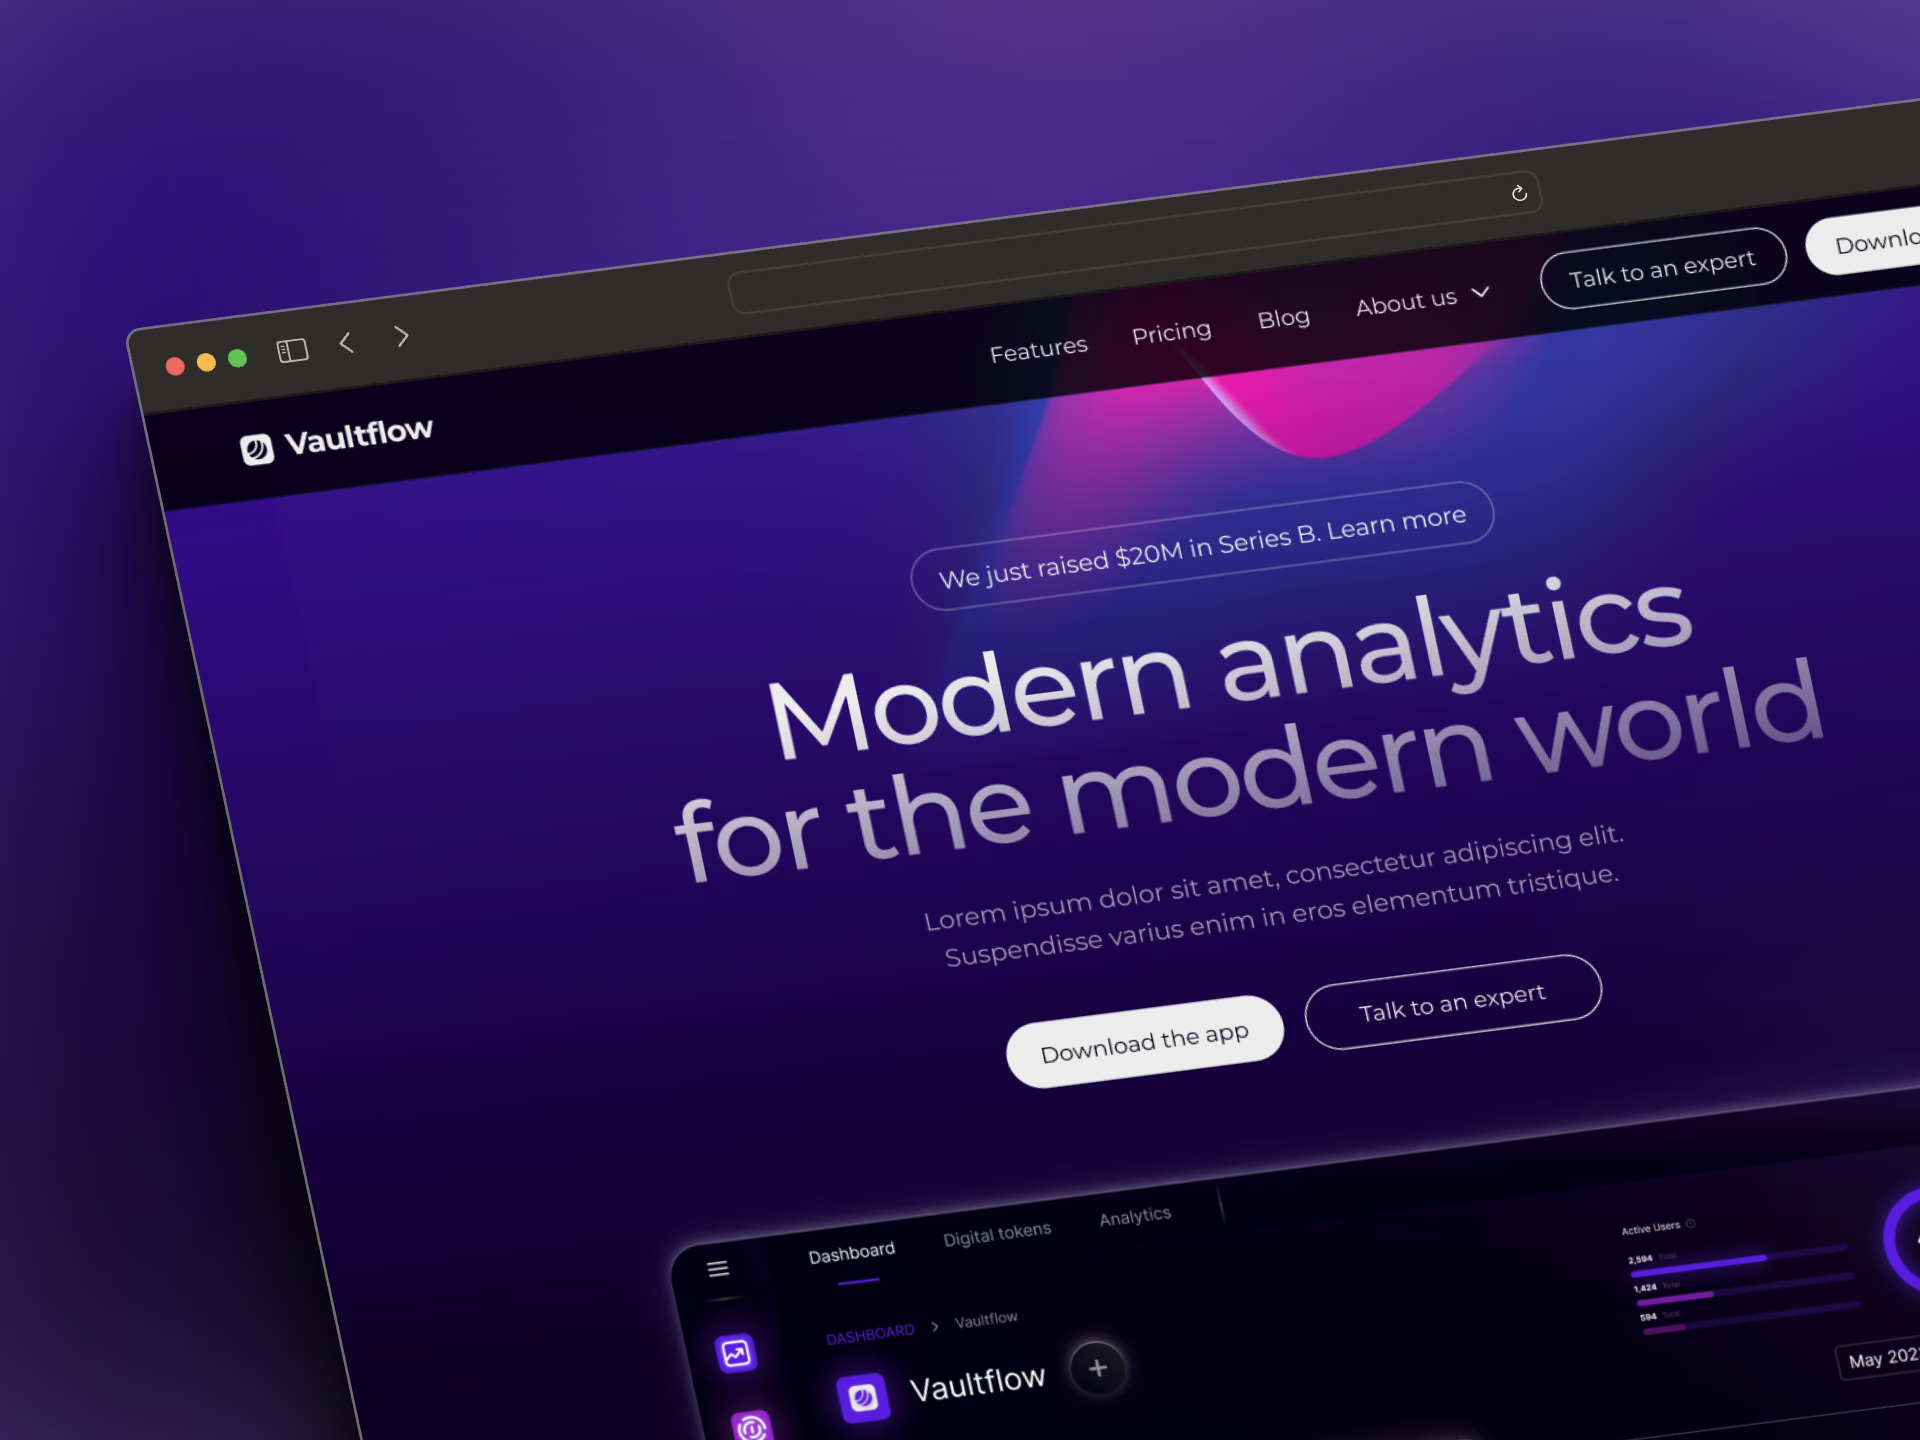 Vaultflow
Features
Pricing
Blog
About us
Talk to an expert
Downlo
We just raised $20M in Series B. Learn more
Modern analytics
for the modern world
Lorem ipsum dolor sit amet, consectetur adipiscing elit.
Suspendisse varius enim in eros elementum tristique.
Download the app
Talk to an expert
Dashboard
Digital tokens
Analytics
DASHBOARD
Vaultflow
Vaultflow
Active Users
2,594 Total
1,424 Total
594 Total
May 202